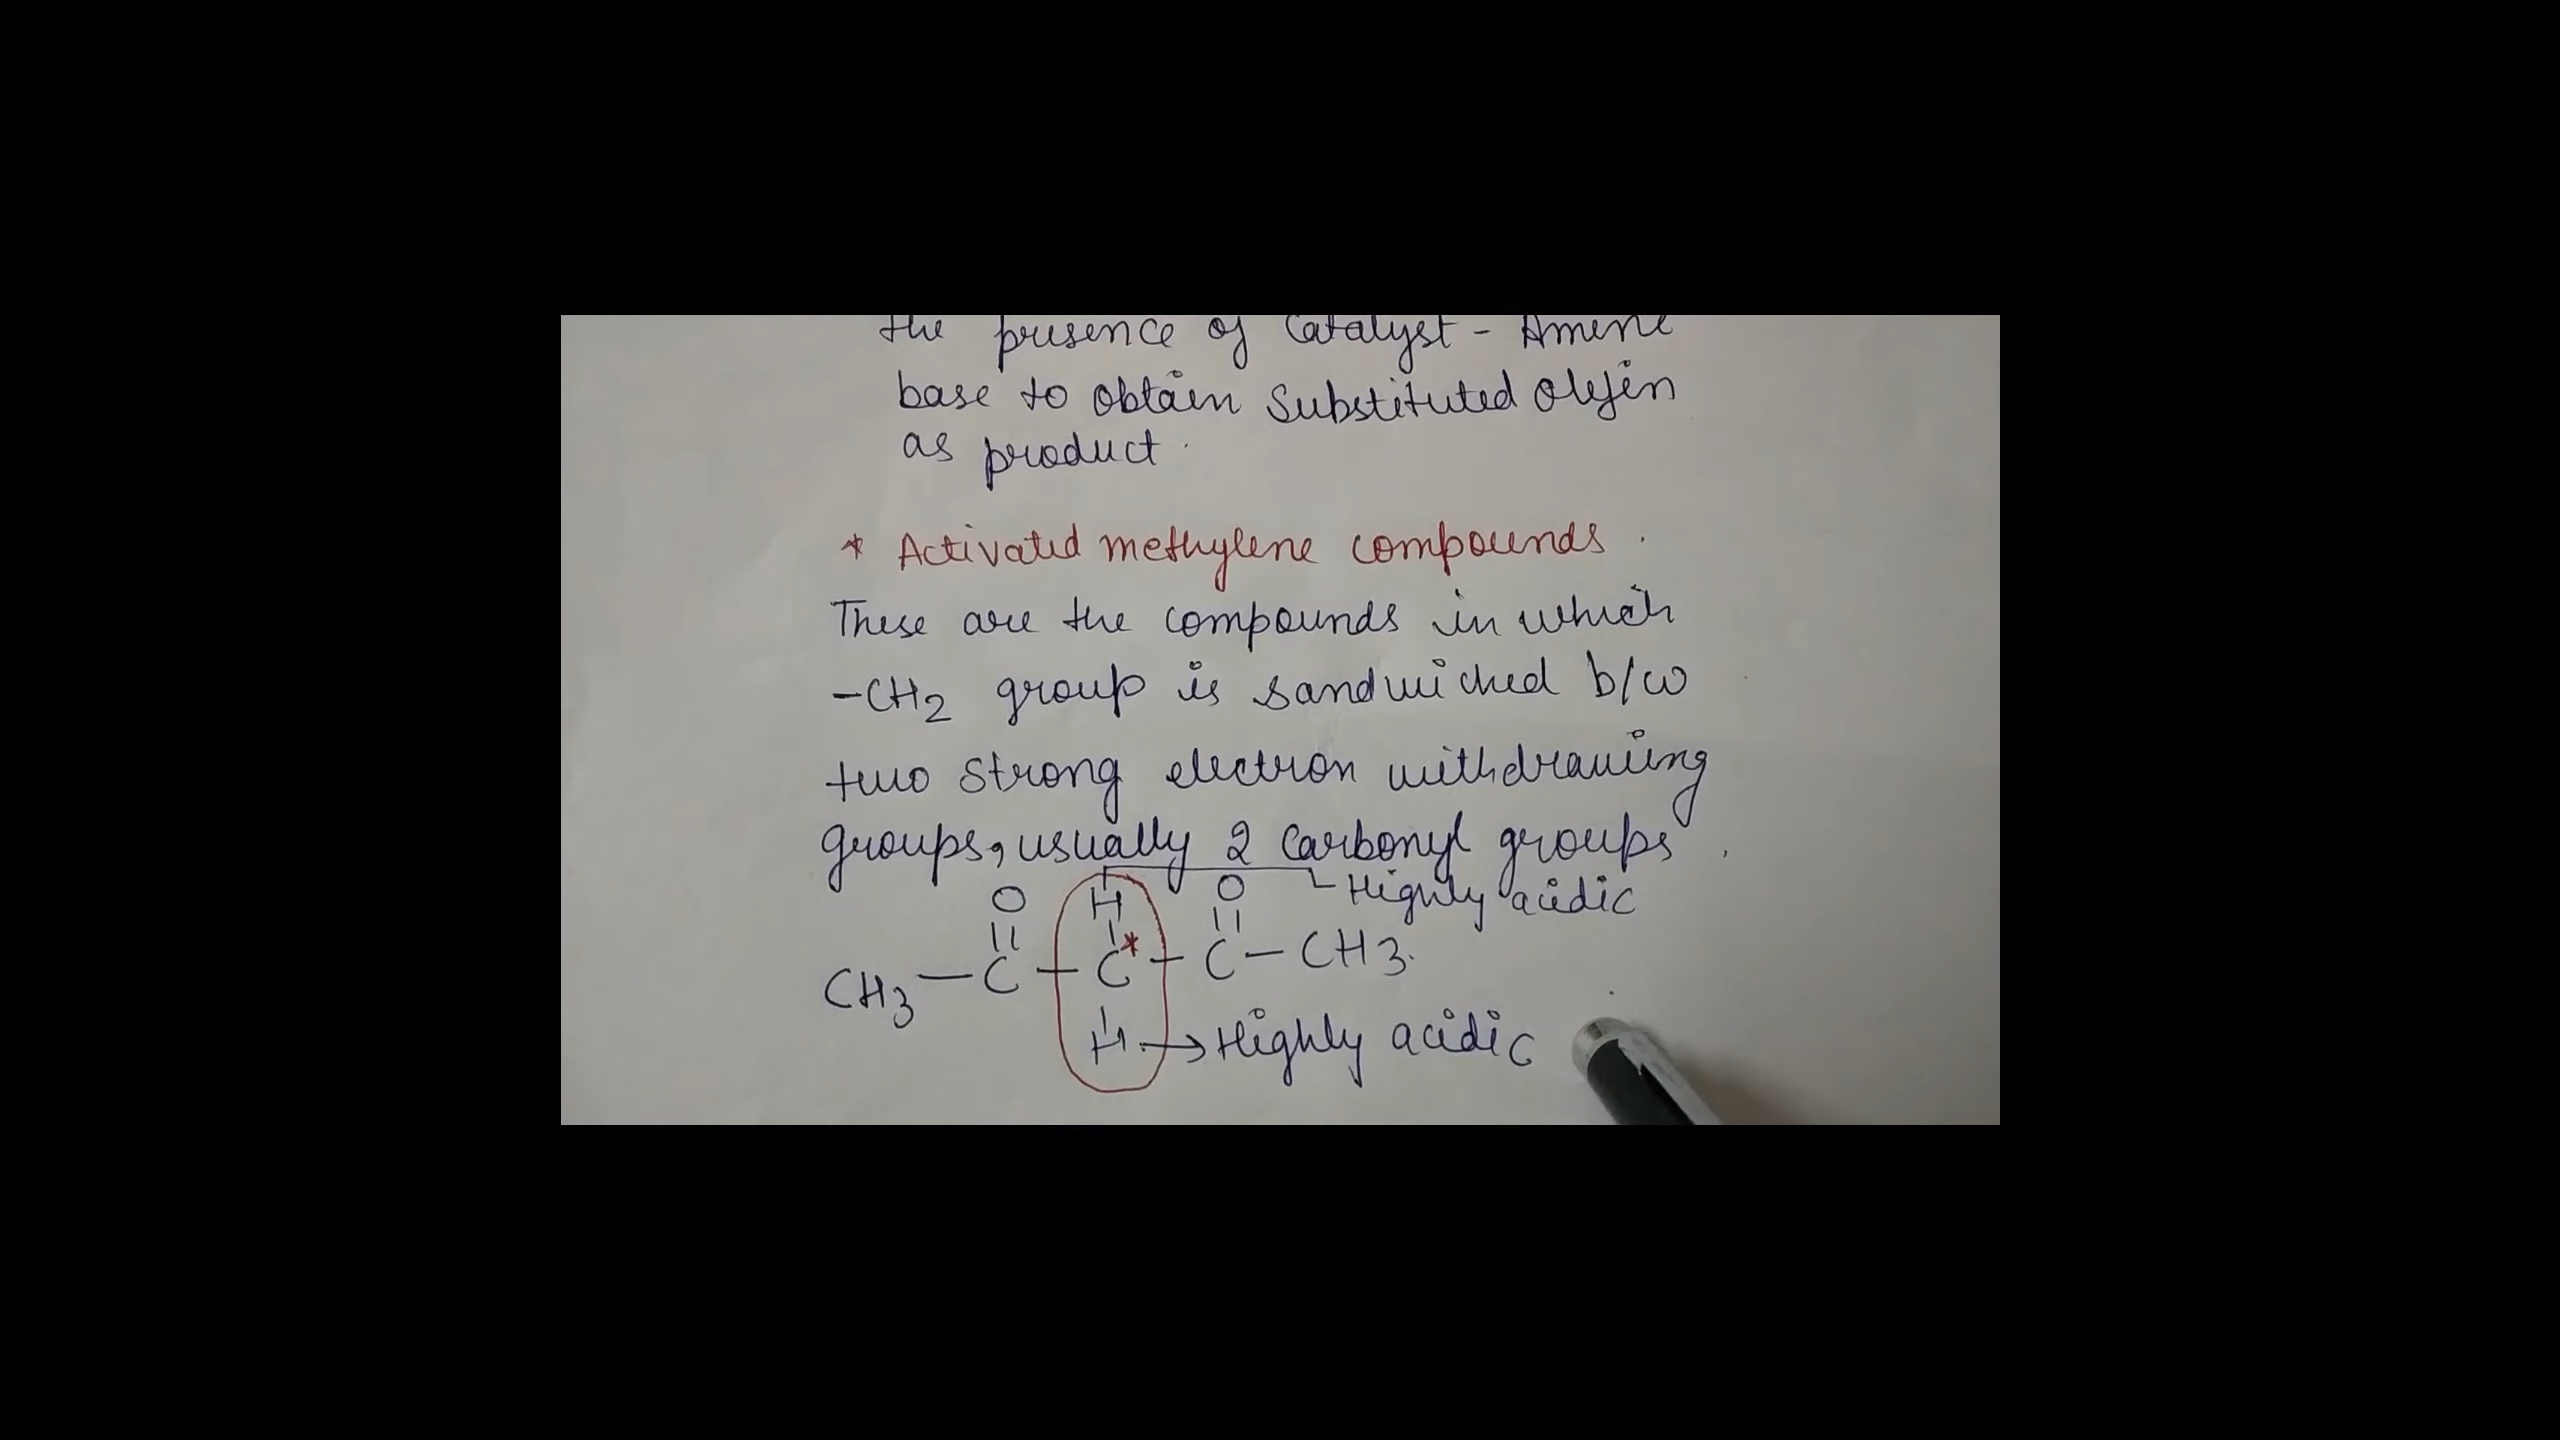 the presence of Catalyst - Amine
base to obtain Substituted Olefin
as product.
* Activated methylene compounds.
These are the compounds in which
-CH2 group is sandwiched b/w
two strong electron withdrawing
groups, usually 2 carbonyl groups.
O H O Highly acidic
CH3-C-C*-C-CH3.
H → Highly acidic